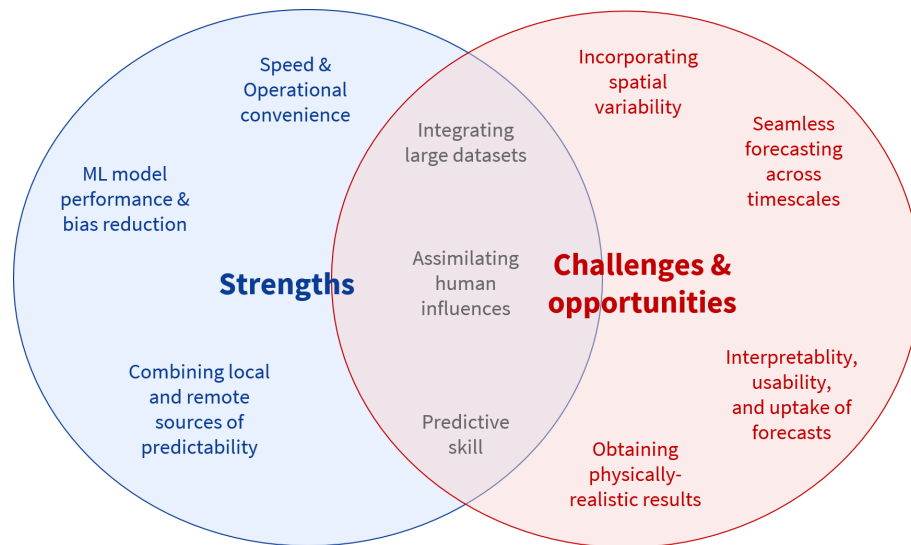 Speed &
Operational
convenience
ML model
performance &
bias reduction
Strengths
Combining local
and remote
sources of
predictability
Integrating
large datasets
Assimilating
human
influences
Predictive
skill
Incorporating
spatial
variability
Seamless
forecasting
across
timescales
Challenges &
opportunities
Interpretablity,
usability,
and uptake of
forecasts
Obtaining
physically-
realistic results